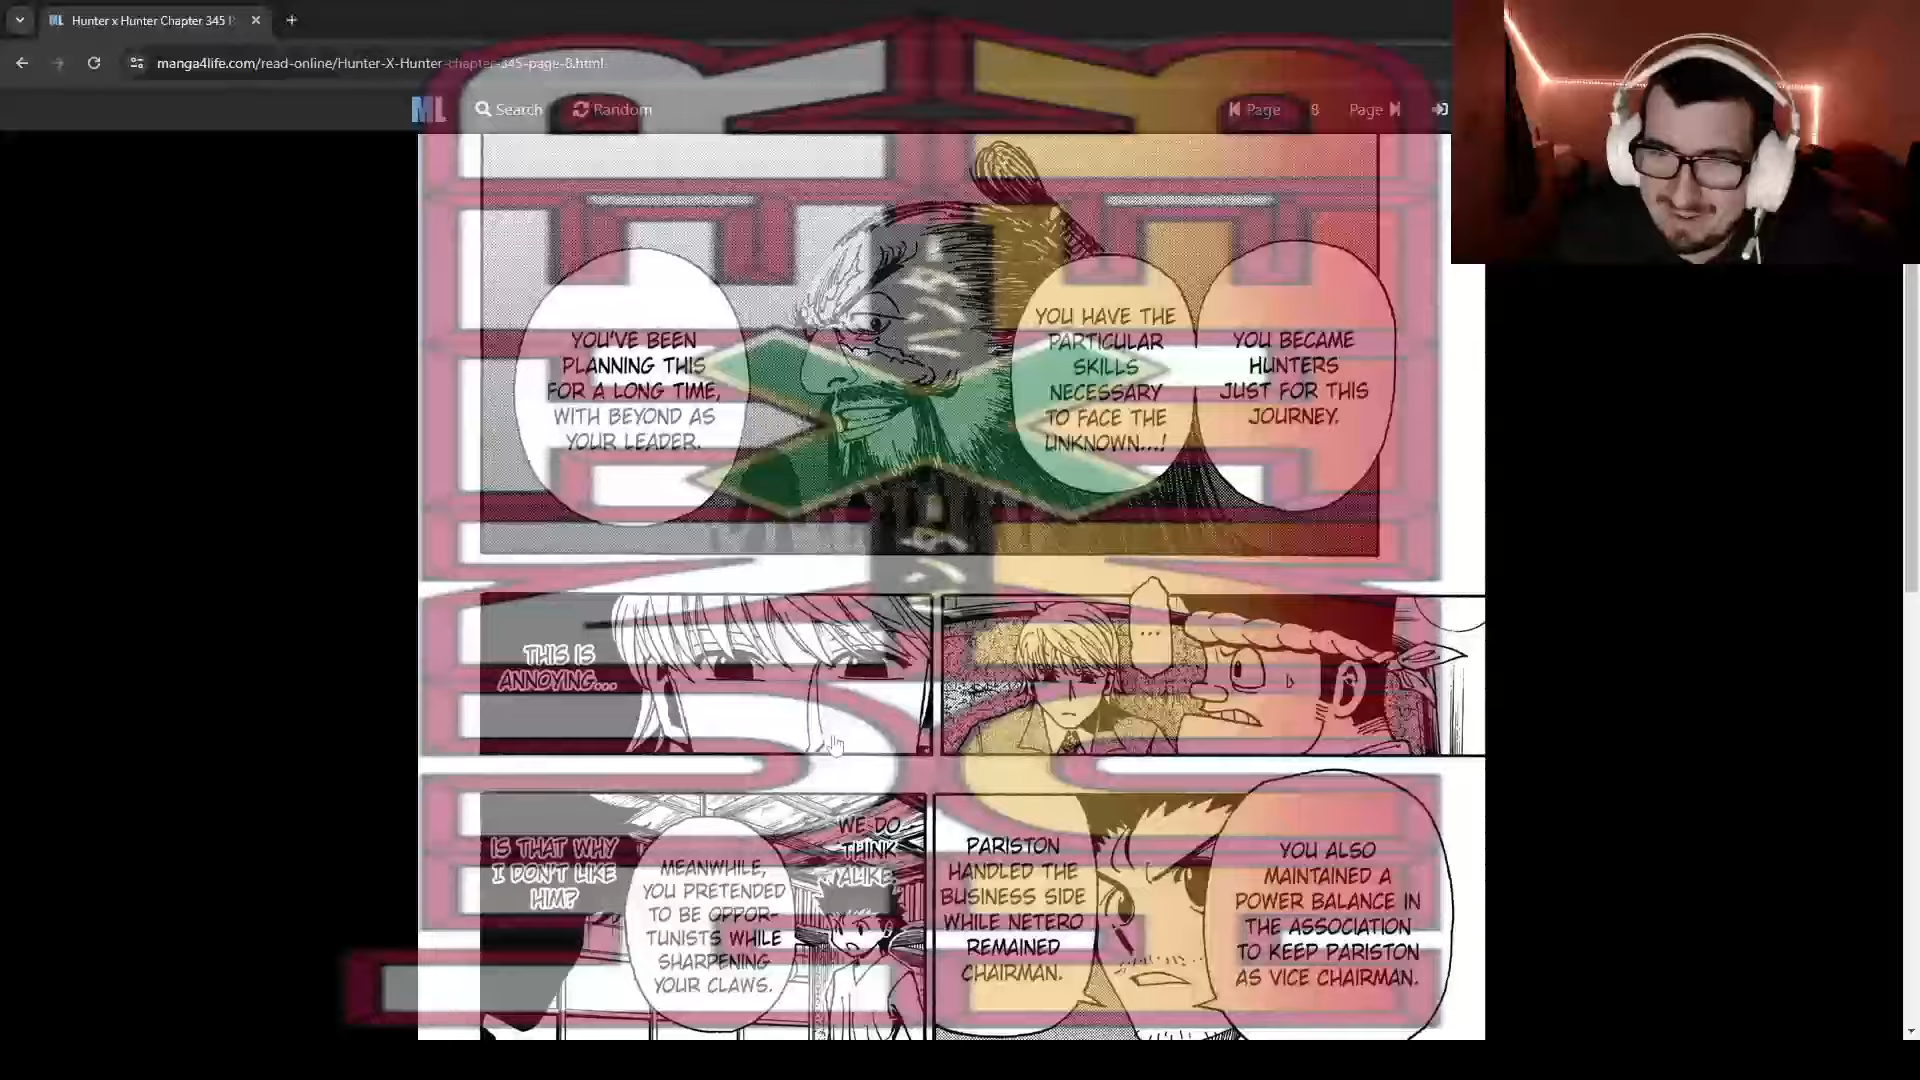 Hunter x Hunter Chapter 345
manga4life.com/read-online/Hunter-X-Hunter-chapter-345-page-8.html
ML
Search
Random
Page
8
Page
YOU BECAME
HUNTERS
JUST FOR THIS
JOURNEY.
YOU HAVE THE
PARTICULAR
SKILLS
NECESSARY
TO FACE THE
UNKNOWN...!
YOU'VE BEEN
PLANNING THIS
FOR A LONG TIME,
WITH BEYOND AS
YOUR LEADER.
...
THIS IS
ANNOYING...
YOU ALSO
MAINTAINED A
POWER BALANCE IN
THE ASSOCIATION
TO KEEP PARISTON
AS VICE CHAIRMAN.
PARISTON
HANDLED THE
BUSINESS SIDE
WHILE NETERO
REMAINED
CHAIRMAN.
WE DO
THINK
ALIKE.
MEANWHILE,
YOU PRETENDED
TO BE OPPOR-
TUNISTS WHILE
SHARPENING
YOUR CLAWS.
IS THAT WHY
I DON'T LIKE
HIM?